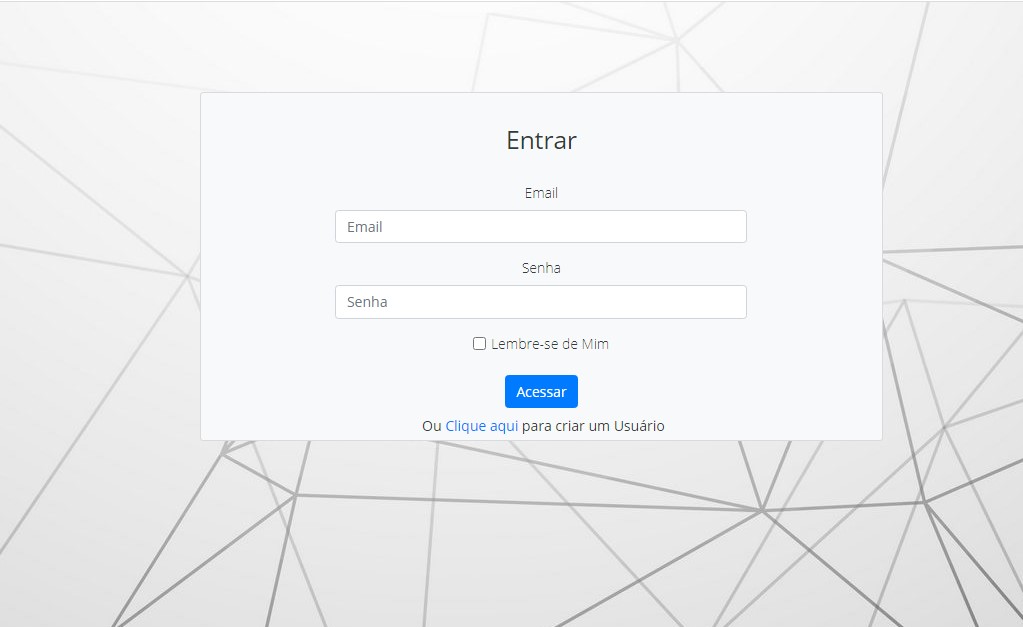 Entrar
Email
Email
Senha
Senha
Lembre-se de Mim
Acessar
Ou Clique aqui para criar um Usuário